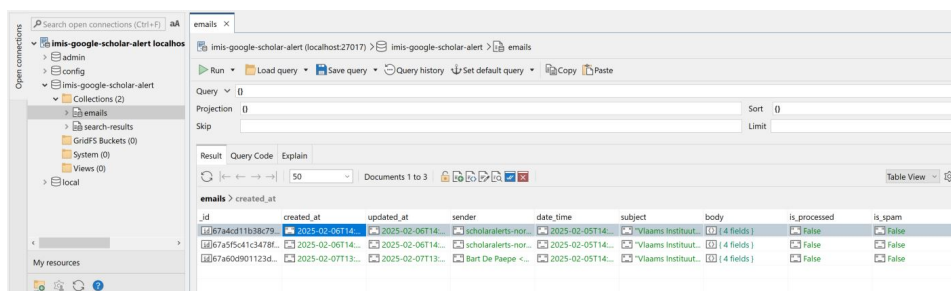 Open connections
Search open connections (Ctrl+F) aA
imis-google-scholar-alert localhos
admin
config
imis-google-scholar-alert
Collections (2)
emails
search-results
GridFS Buckets (0)
System (0)
Views (0)
local
My resources
emails ×
imis-google-scholar-alert (localhost:27017) > imis-google-scholar-alert > emails
Run Load query Save query Query history Set default query Copy Paste
Query {}
Projection {} Sort {}
Skip Limit
Result Query Code Explain
50 Documents 1 to 3 Table View
emails > created_at
_id created_at updated_at sender date_time subject body is_processed is_spam
67a4cd11b38c79... 2025-02-06T14:... 2025-02-06T14:... scholaralerts-nor... 2025-02-05T14:... "Vlaams Instituut... { 4 fields } False False
67a5f5c41c3478f... 2025-02-06T14:... 2025-02-06T14:... scholaralerts-nor... 2025-02-05T14:... "Vlaams Instituut... { 4 fields } False False
67a60d901123d... 2025-02-07T13:... 2025-02-07T13:... Bart De Paepe <... 2025-02-05T14:... "Vlaams Instituut... { 4 fields } False False